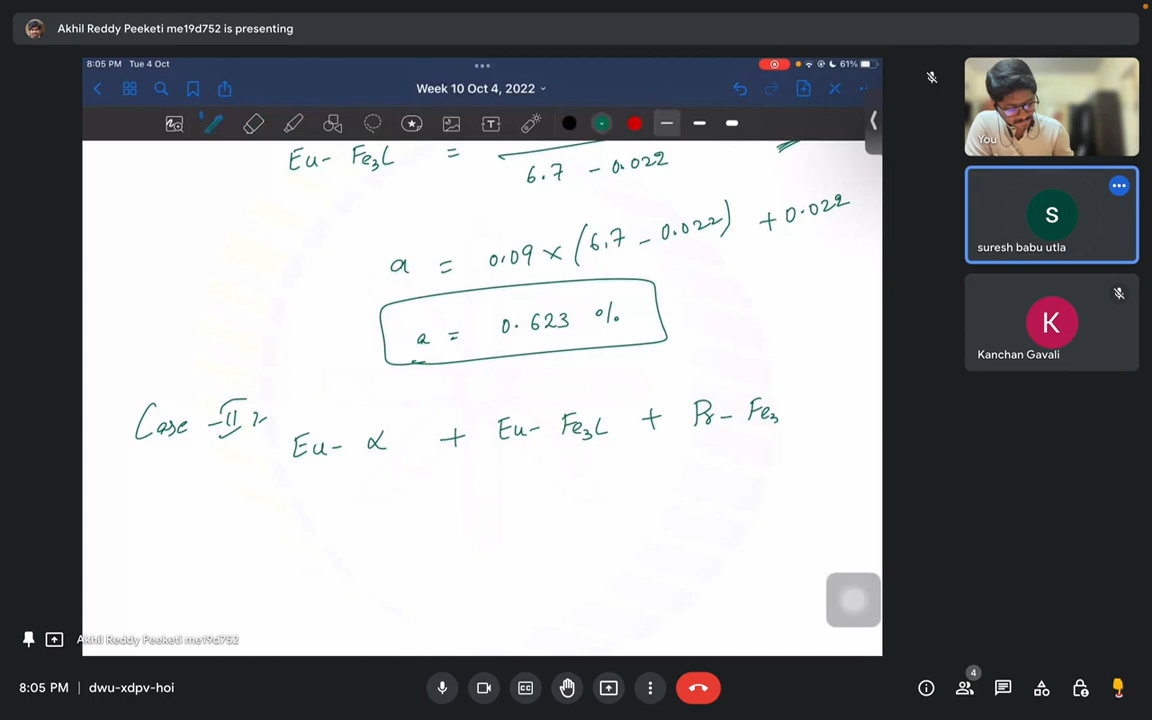 Akhil Reddy Peeketi me19d752 is presenting
8:05 PM Tue 4 Oct
61%
Week 10 Oct 4, 2022
Eu- Fe₃C =
6.7 - 0.022
a = 0.09 × (6.7 - 0.022) + 0.022
a = 0.623 %
Case -II
Eu- α + Eu- Fe₃C + Pr- Fe₃
You
S
suresh babu utla
K
Kanchan Gavali
Akhil Reddy Peeketi me19d752
8:05 PM | dwu-xdpv-hoi
4